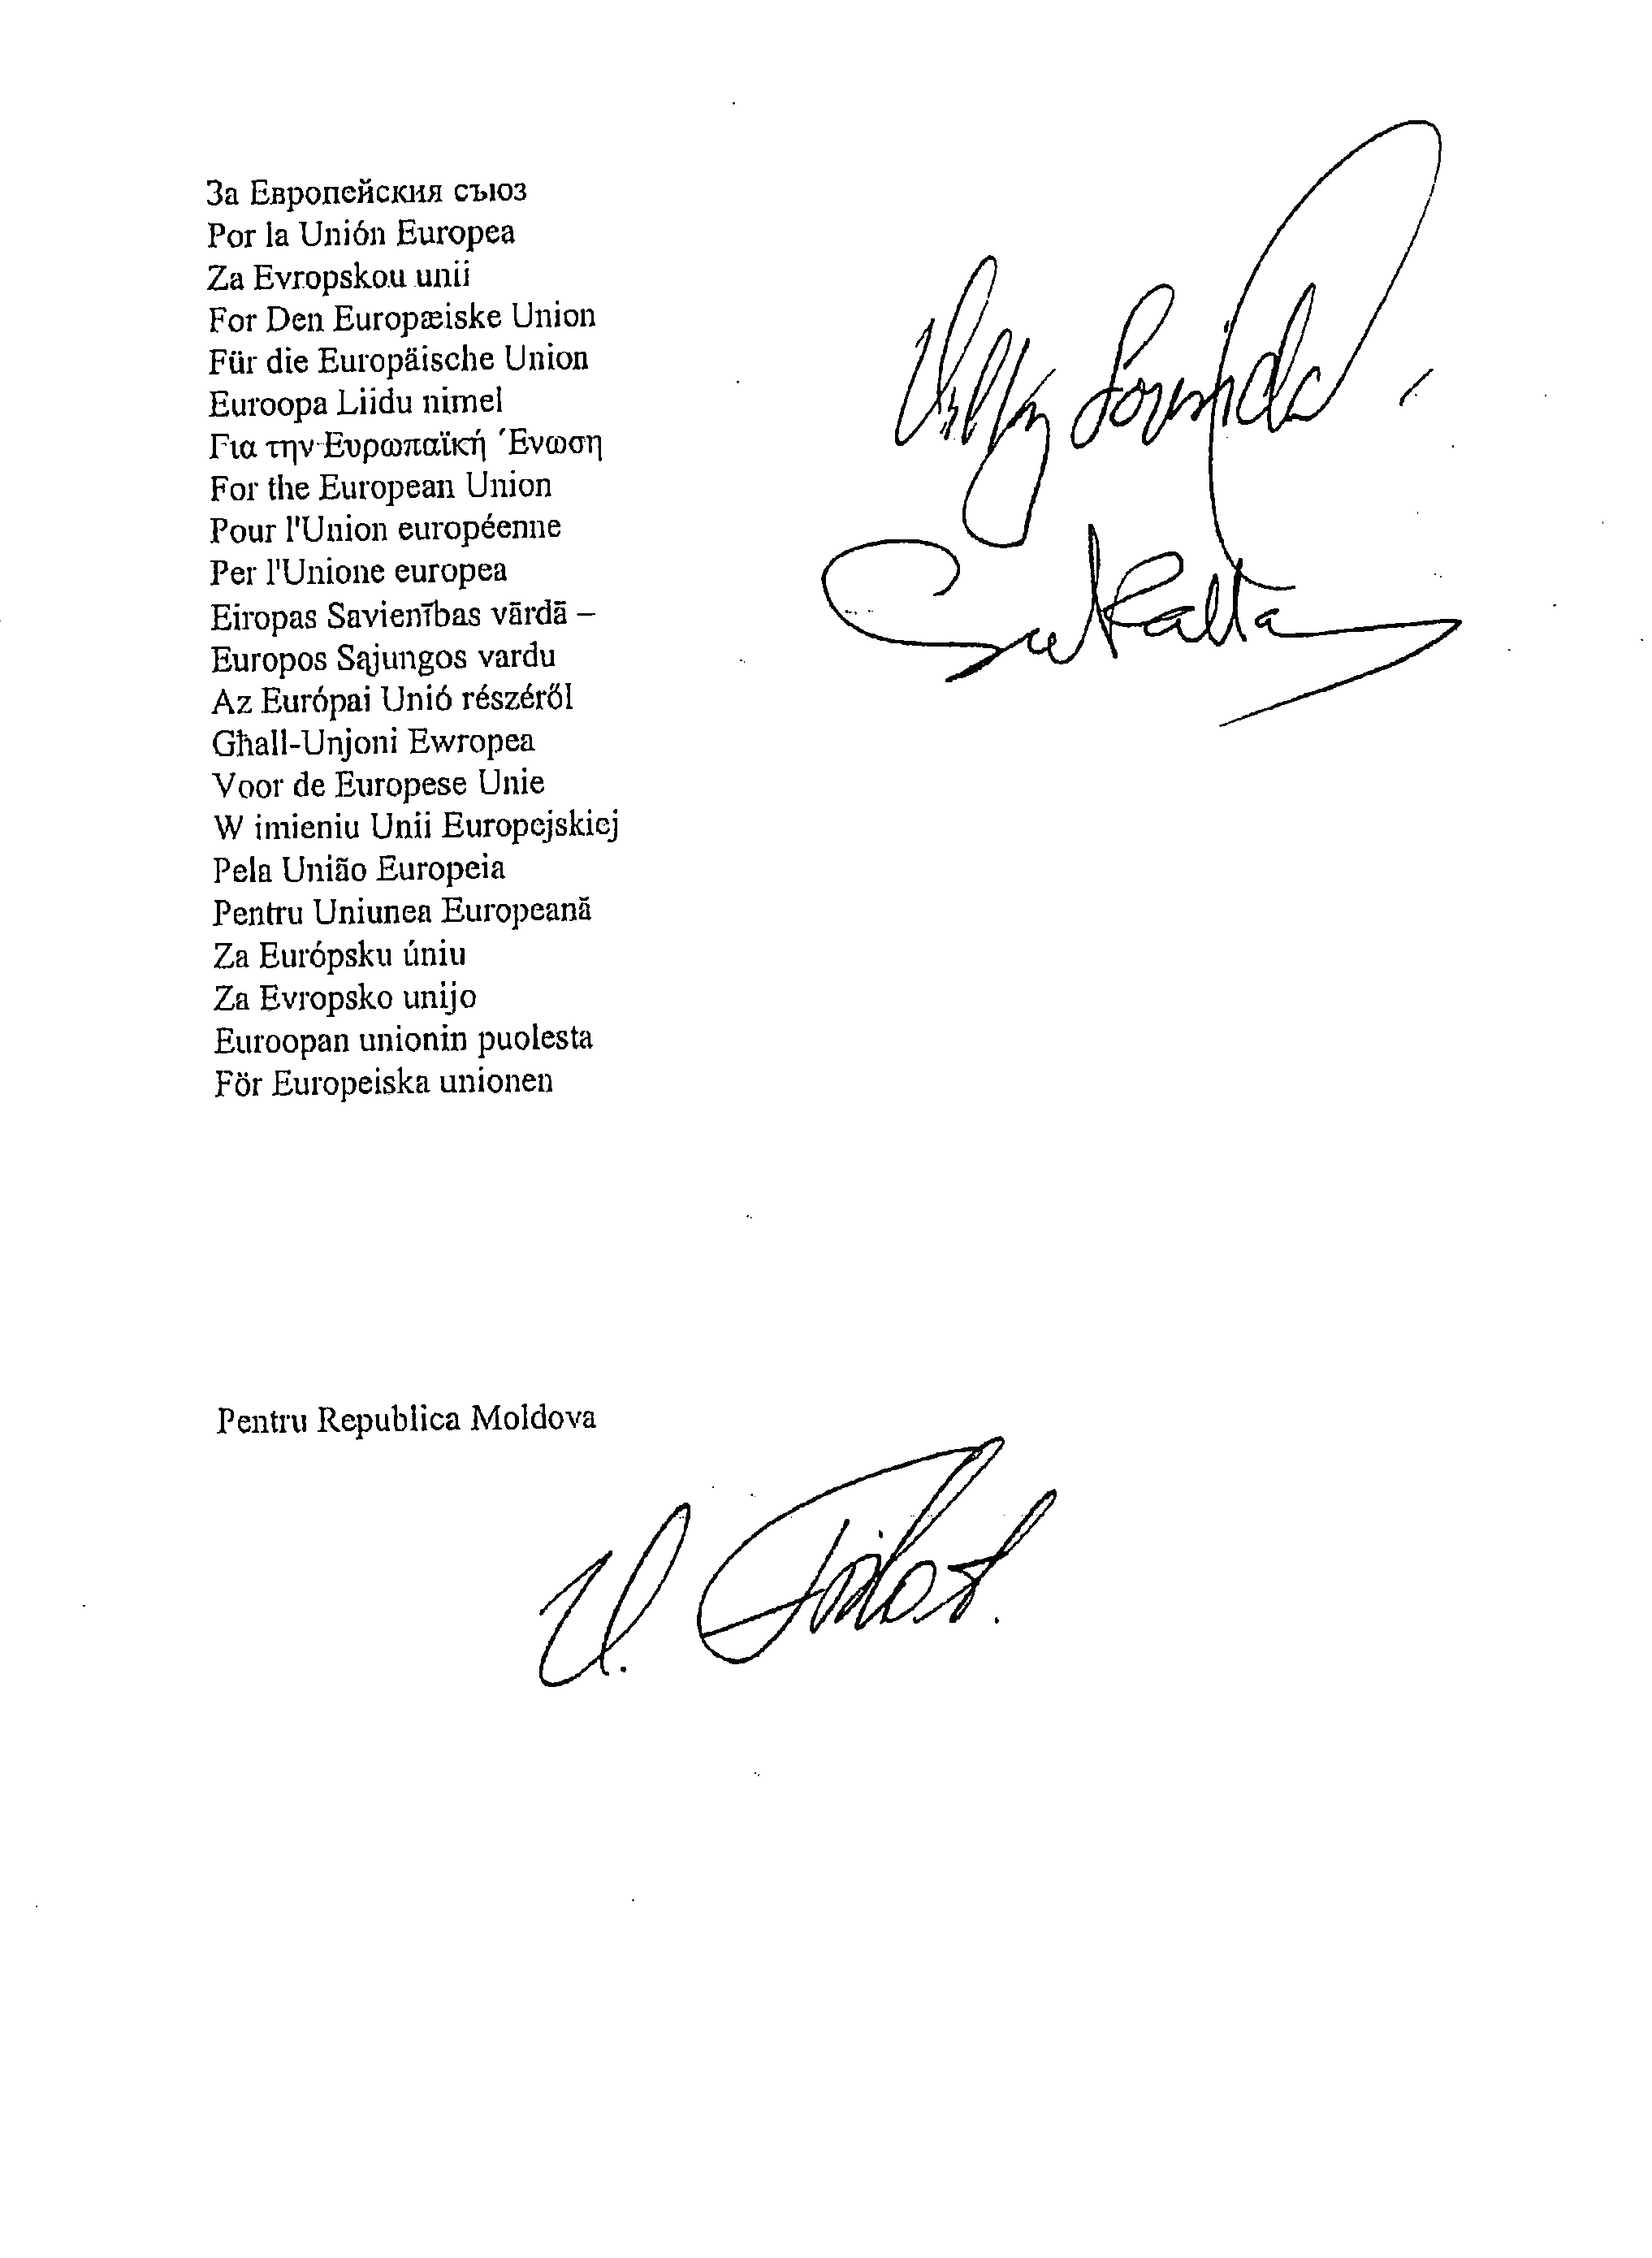 За Европейския съюз
Por la Unión Europea
Za Evropskou unii
For Den Europæiske Union
Für die Europäische Union
Euroopa Liidu nimel
Για την Ευρωπαϊκή Ένωση
For the European Union
Pour l'Union européenne
Per l'Unione europea
Eiropas Savienības vārdā –
Europos Sąjungos vardu
Az Európai Unió részéről
Għall-Unjoni Ewropea
Voor de Europese Unie
W imieniu Unii Europejskiej
Pela União Europeia
Pentru Uniunea Europeană
Za Európsku úniu
Za Evropsko unijo
Euroopan unionin puolesta
För Europeiska unionen
Pentru Republica Moldova